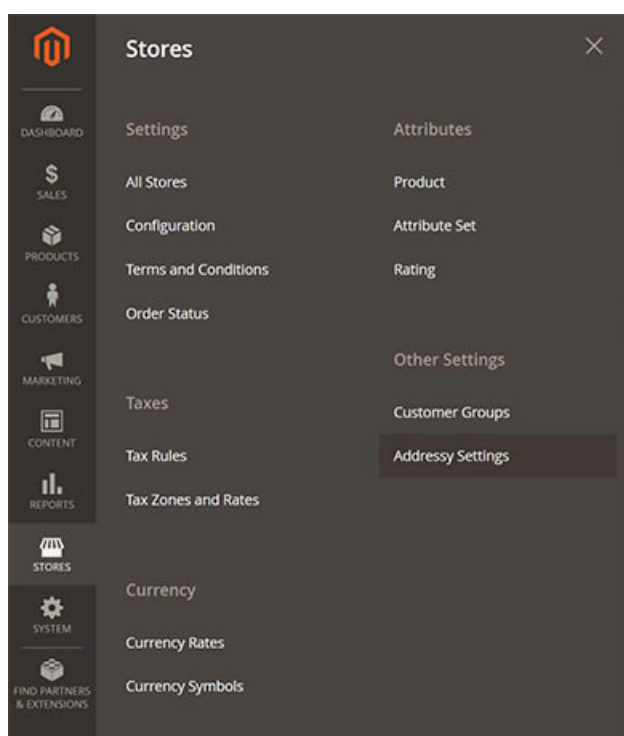 Stores
DASHBOARD
SALES
PRODUCTS
CUSTOMERS
MARKETING
CONTENT
REPORTS
STORES
SYSTEM
FIND PARTNERS
& EXTENSIONS
Settings
All Stores
Configuration
Terms and Conditions
Order Status
Taxes
Tax Rules
Tax Zones and Rates
Currency
Currency Rates
Currency Symbols
Attributes
Product
Attribute Set
Rating
Other Settings
Customer Groups
Addressy Settings